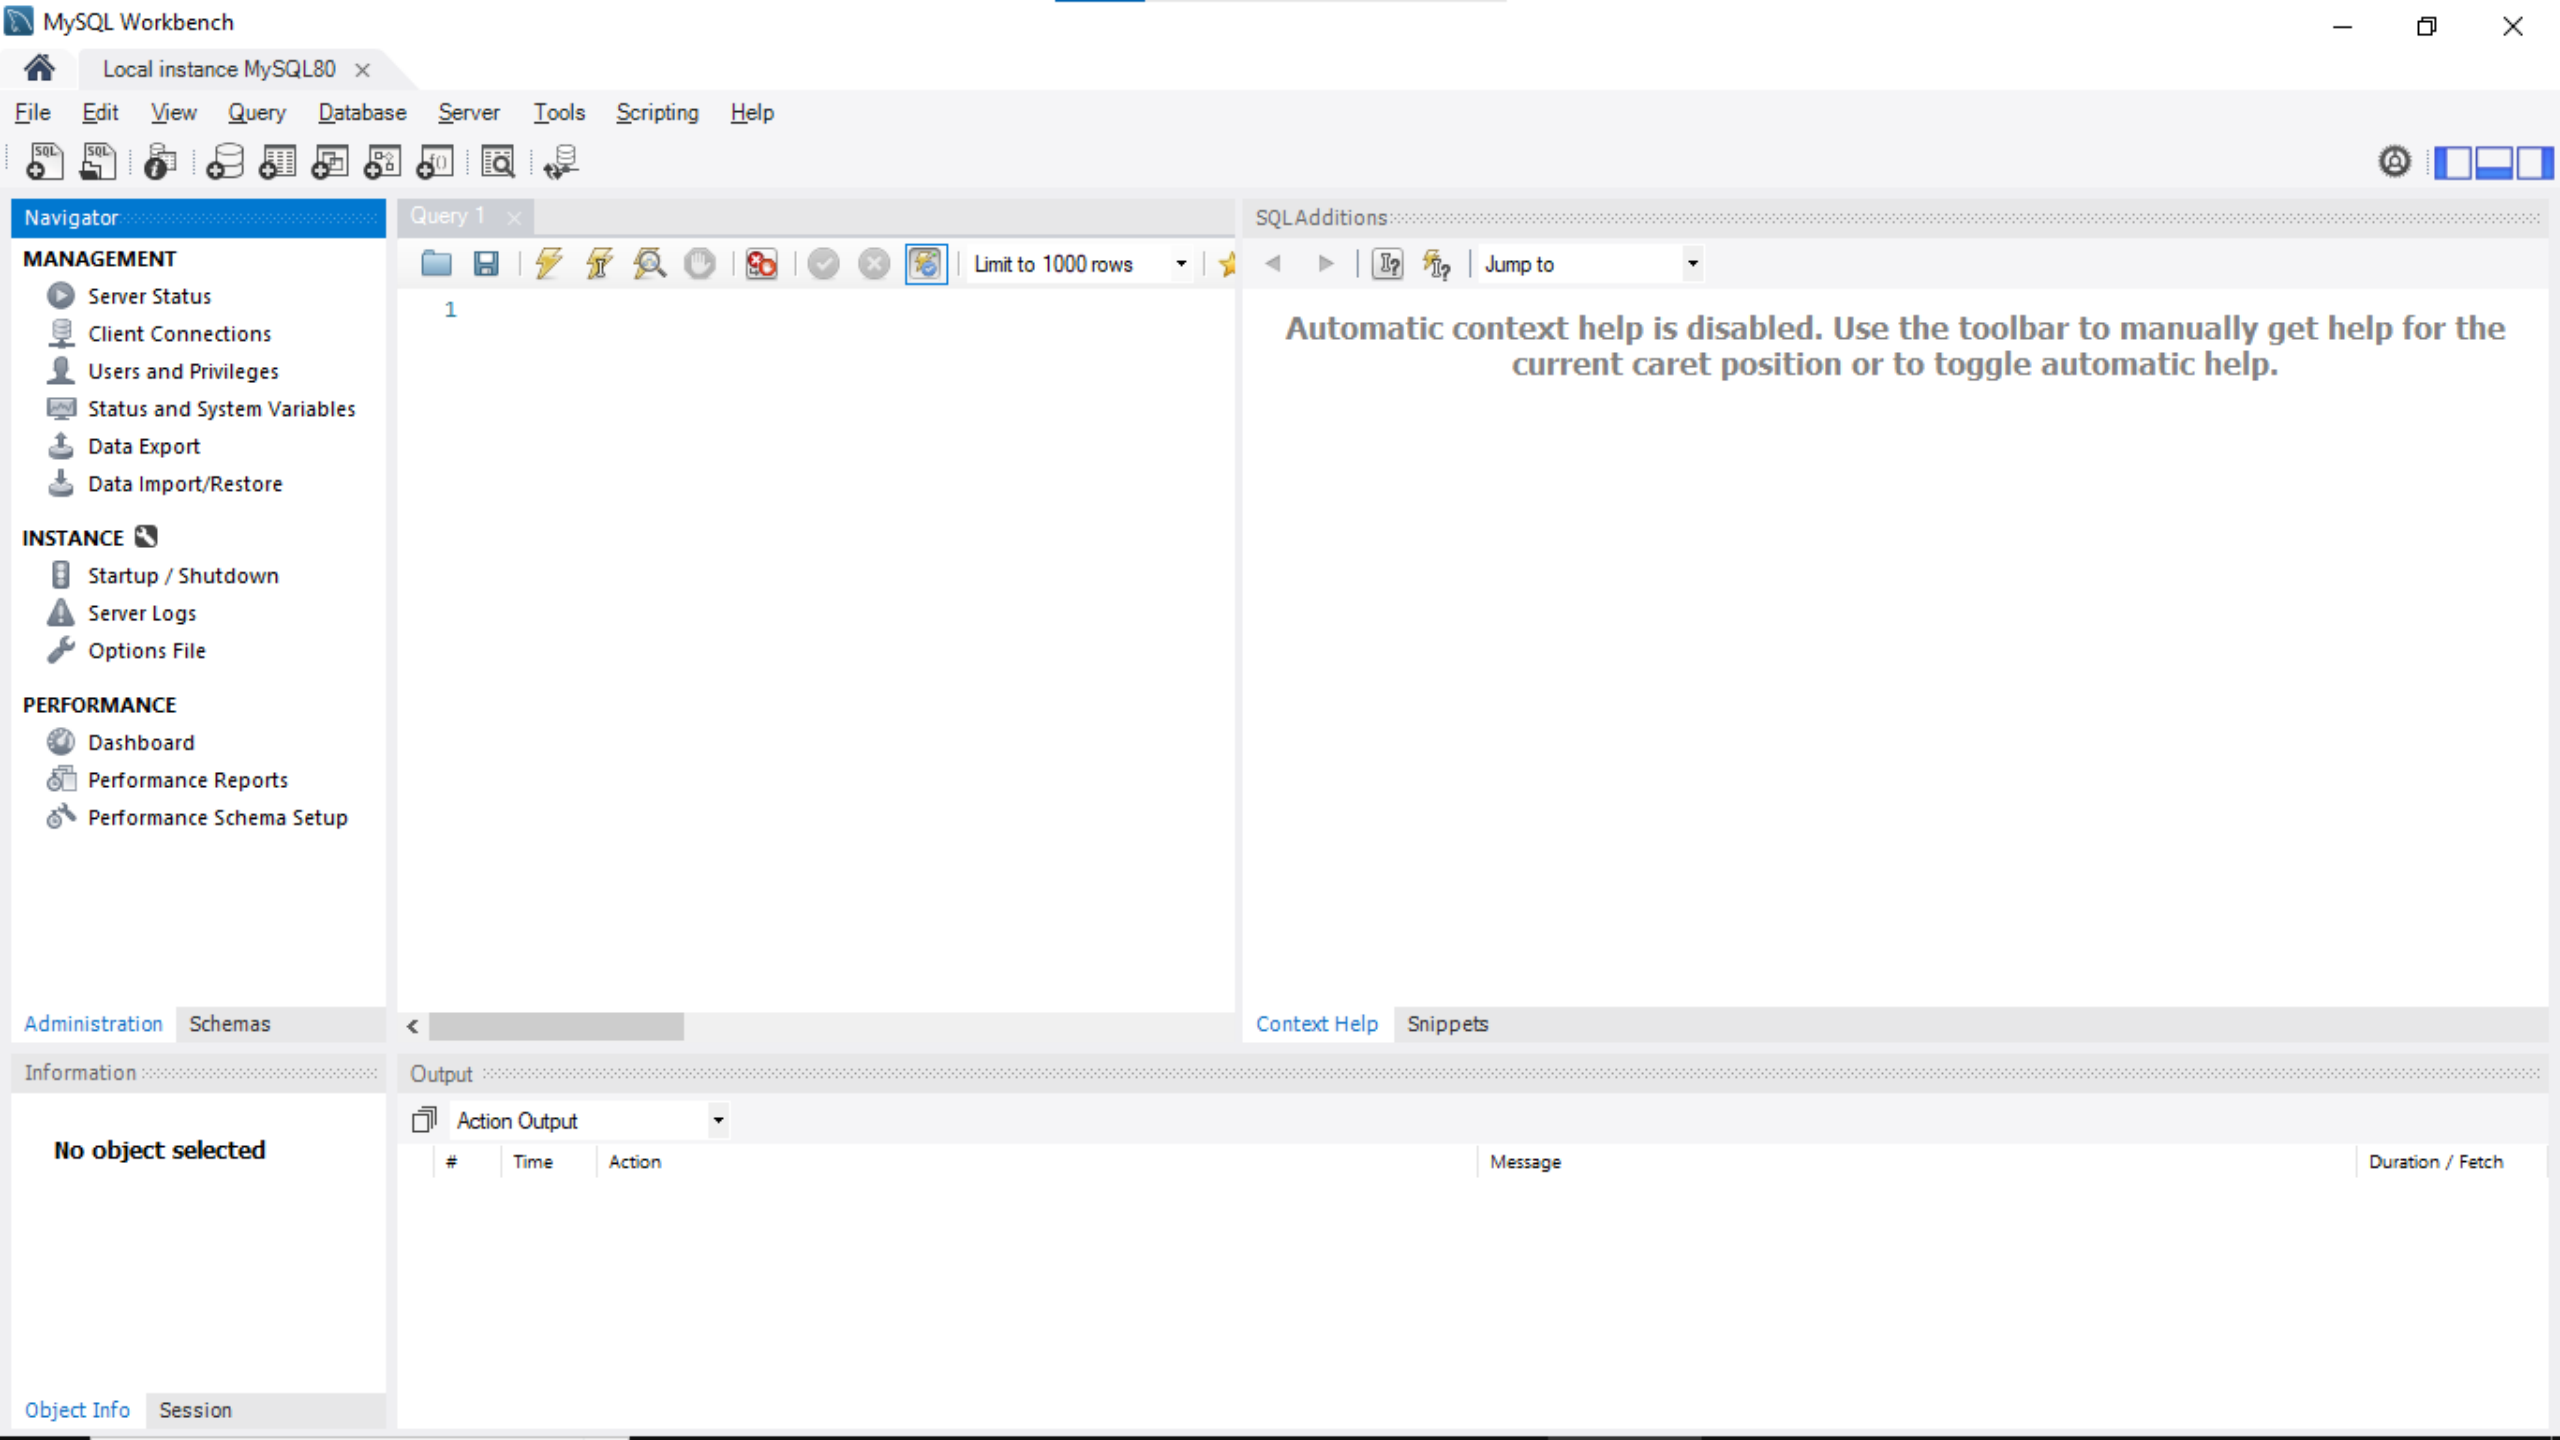 MySQL Workbench
Local instance MySQL80
File Edit View Query Database Server Tools Scripting Help
SQL SQL
Navigator
MANAGEMENT
Server Status
Client Connections
Users and Privileges
Status and System Variables
Data Export
Data Import/Restore
INSTANCE
Startup / Shutdown
Server Logs
Options File
PERFORMANCE
Dashboard
Performance Reports
Performance Schema Setup
Administration Schemas
Query 1
Limit to 1000 rows
1
SQLAdditions
Jump to
Automatic context help is disabled. Use the toolbar to manually get help for the
current caret position or to toggle automatic help.
Context Help Snippets
Information
No object selected
Object Info Session
Output
Action Output
# Time Action Message Duration / Fetch